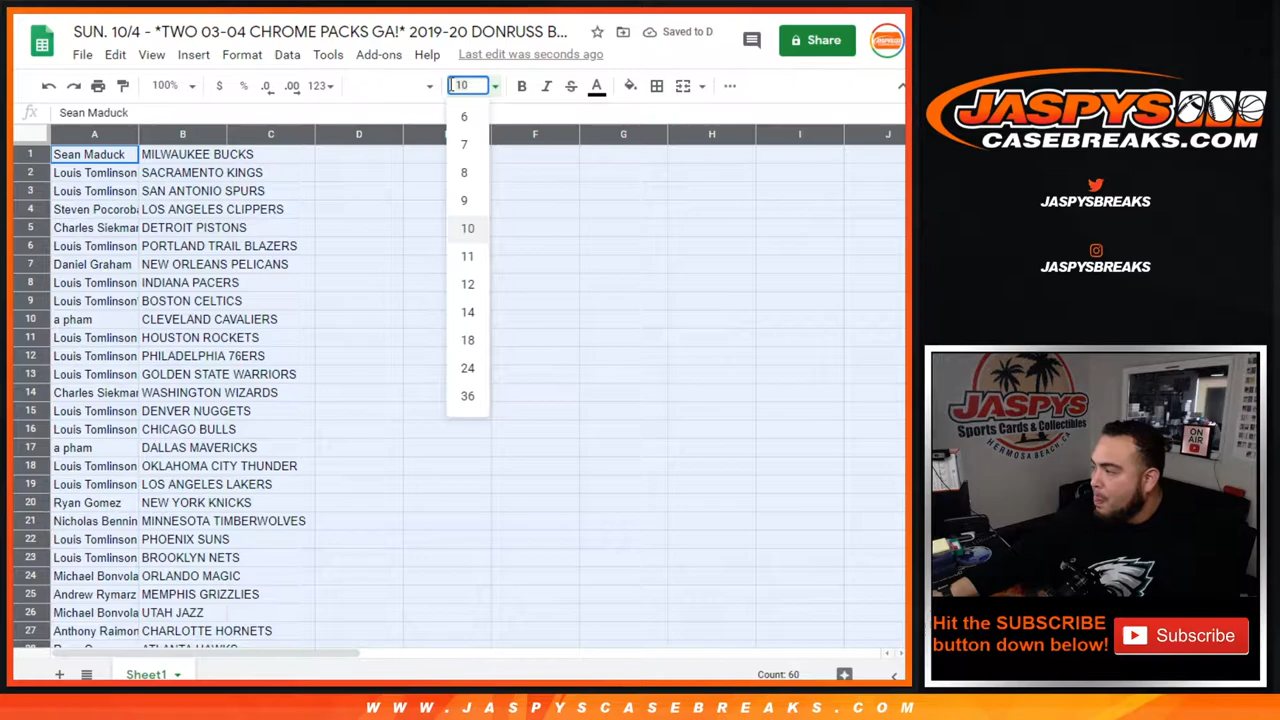 SUN. 10/4 - *TWO 03-04 CHROME PACKS GA!* 2019-20 DONRUSS B...
Saved to D
Share
File Edit View Insert Format Data Tools Add-ons Help Last edit was seconds ago
100% $ % .0 .00 123 10 B I S A
fx Sean Maduck
A B C D F G H I J
1 Sean Maduck MILWAUKEE BUCKS
2 Louis Tomlinson SACRAMENTO KINGS
3 Louis Tomlinson SAN ANTONIO SPURS
4 Steven Pocoroba LOS ANGELES CLIPPERS
5 Charles Siekmar DETROIT PISTONS
6 Louis Tomlinson PORTLAND TRAIL BLAZERS
7 Daniel Graham NEW ORLEANS PELICANS
8 Louis Tomlinson INDIANA PACERS
9 Louis Tomlinson BOSTON CELTICS
10 a pham CLEVELAND CAVALIERS
11 Louis Tomlinson HOUSTON ROCKETS
12 Louis Tomlinson PHILADELPHIA 76ERS
13 Louis Tomlinson GOLDEN STATE WARRIORS
14 Charles Siekmar WASHINGTON WIZARDS
15 Louis Tomlinson DENVER NUGGETS
16 Louis Tomlinson CHICAGO BULLS
17 a pham DALLAS MAVERICKS
18 Louis Tomlinson OKLAHOMA CITY THUNDER
19 Louis Tomlinson LOS ANGELES LAKERS
20 Ryan Gomez NEW YORK KNICKS
21 Nicholas Bennin MINNESOTA TIMBERWOLVES
22 Louis Tomlinson PHOENIX SUNS
23 Louis Tomlinson BROOKLYN NETS
24 Michael Bonvola ORLANDO MAGIC
25 Andrew Rymarz MEMPHIS GRIZZLIES
26 Michael Bonvola UTAH JAZZ
27 Anthony Raimon CHARLOTTE HORNETS
ATLANTA HAWKS
6
7
8
9
10
11
12
14
18
24
36
Sheet1
Count: 60
JASPYS
CASEBREAKS.COM
JASPYSBREAKS
JASPYSBREAKS
JASPYS
Sports Cards & Collectibles
HERMOSA BEACH, CA
ON
AIR
Hit the SUBSCRIBE
button down below!
Subscribe
WWW.JASPYSCASEBREAKS.COM